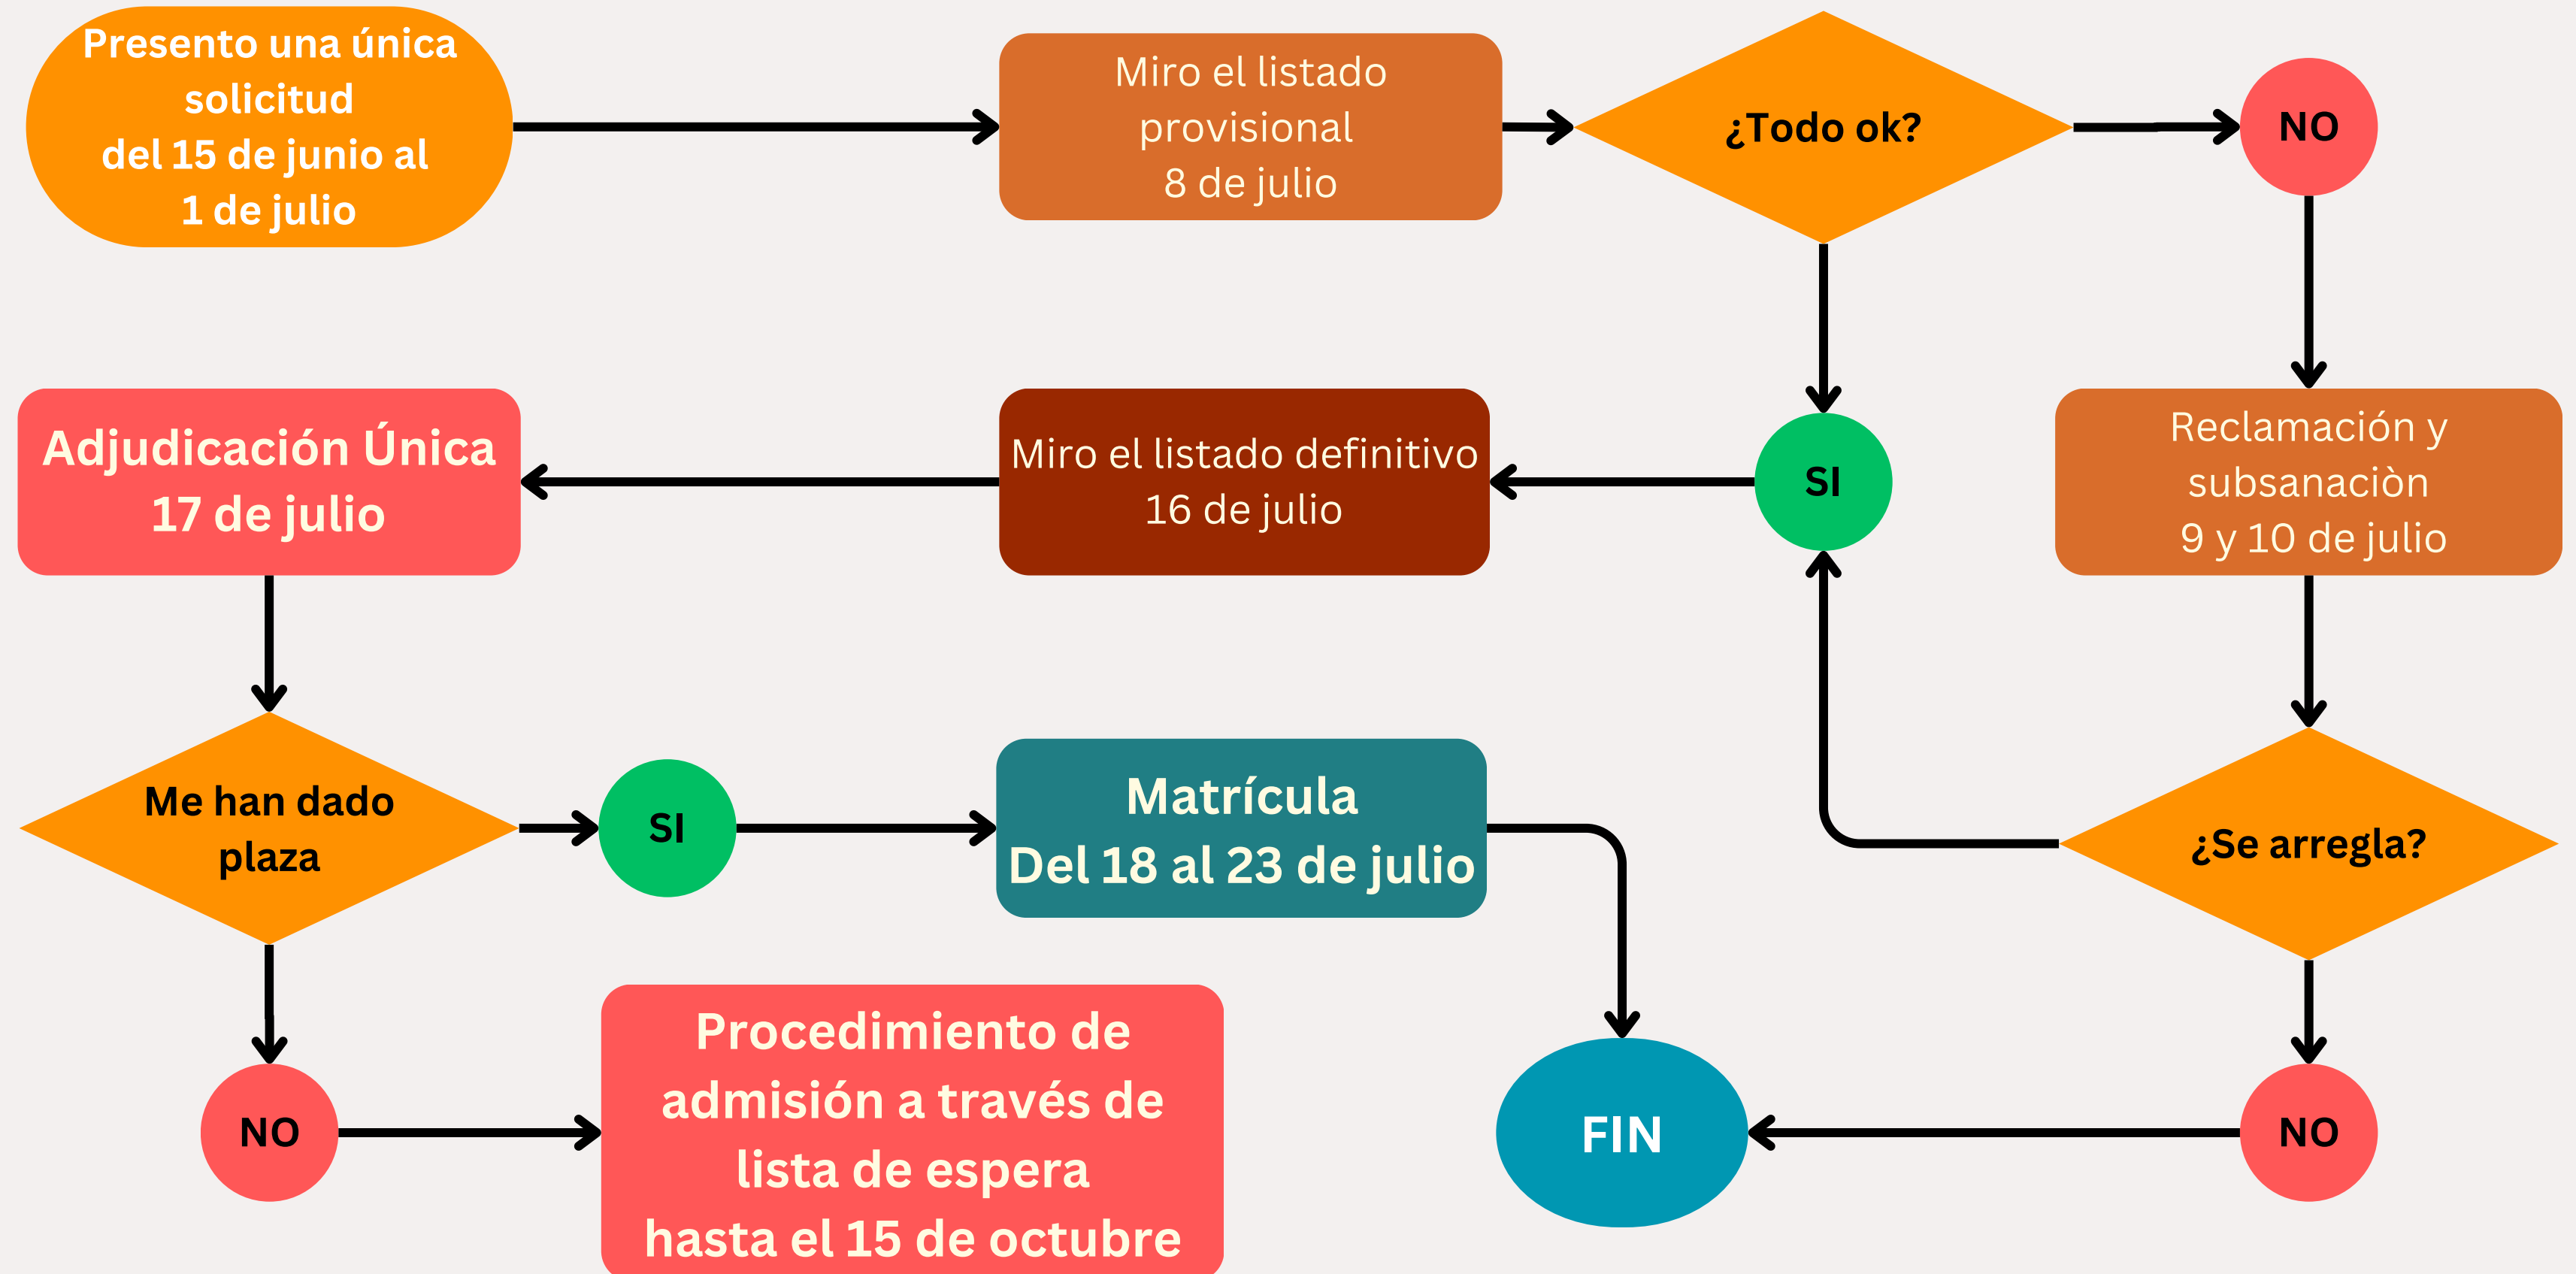 Presento una única
solicitud
del 15 de junio al
1 de julio
Miro el listado
provisional
8 de julio
¿Todo ok?
NO
Adjudicación Única
17 de julio
Miro el listado definitivo
16 de julio
SI
Reclamación y
subsanaciòn
9 y 10 de julio
Me han dado
plaza
SI
Matrícula
Del 18 al 23 de julio
¿Se arregla?
NO
Procedimiento de
admisión a través de
lista de espera
hasta el 15 de octubre
FIN
NO